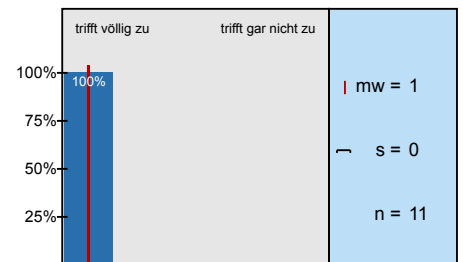 trifft völlig zu trifft gar nicht zu
100%
100%
mw = 1
75%
s = 0
50%
25%
n = 11